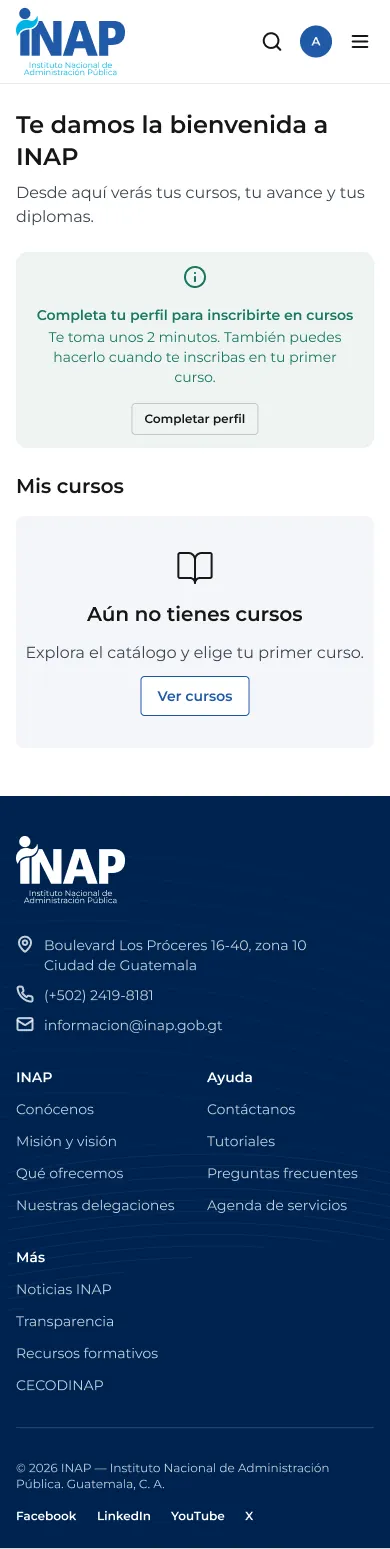 iNAP
Instituto Nacional de
Administración Pública
A
Te damos la bienvenida a
INAP
Desde aquí verás tus cursos, tu avance y tus
diplomas.
Completa tu perfil para inscribirte en cursos
Te toma unos 2 minutos. También puedes
hacerlo cuando te inscribas en tu primer
curso.
Completar perfil
Mis cursos
Aún no tienes cursos
Explora el catálogo y elige tu primer curso.
Ver cursos
iNAP
Instituto Nacional de
Administración Pública
Boulevard Los Próceres 16-40, zona 10
Ciudad de Guatemala
(+502) 2419-8181
informacion@inap.gob.gt
INAP
Conócenos
Misión y visión
Qué ofrecemos
Nuestras delegaciones
Ayuda
Contáctanos
Tutoriales
Preguntas frecuentes
Agenda de servicios
Más
Noticias INAP
Transparencia
Recursos formativos
CECODINAP
© 2026 INAP — Instituto Nacional de Administración
Pública. Guatemala, C. A.
Facebook LinkedIn YouTube X